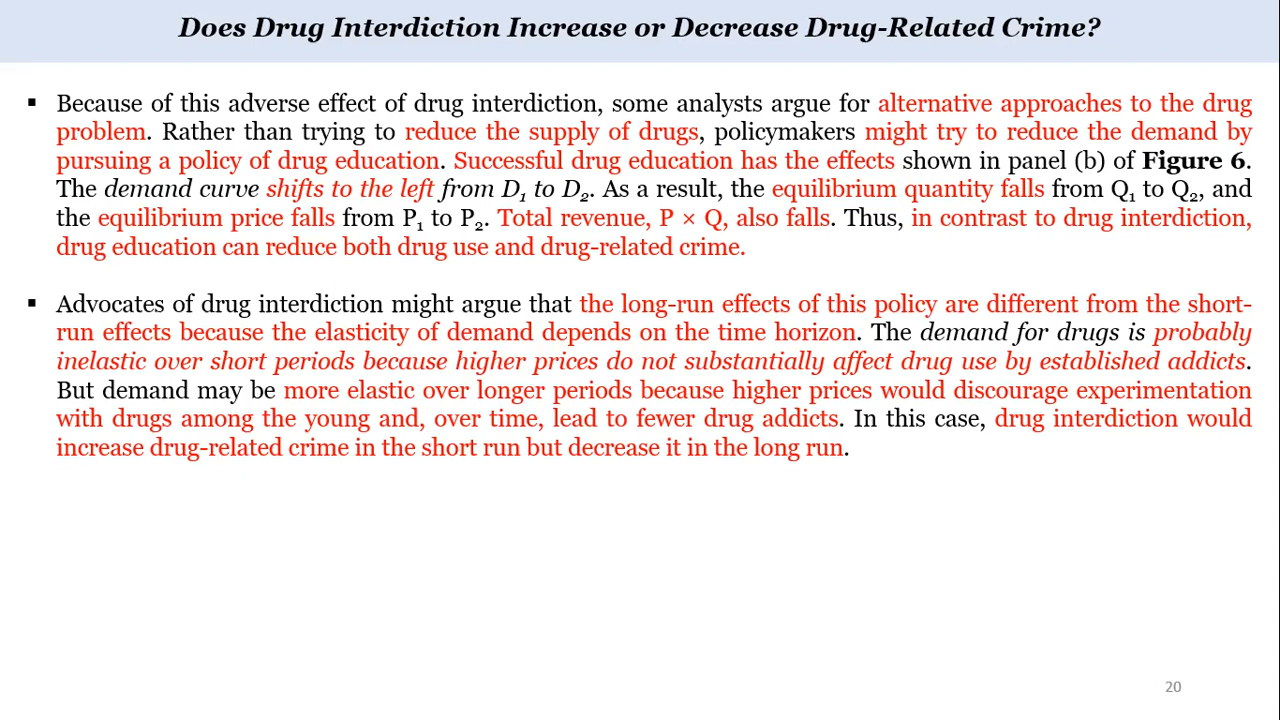 Does Drug Interdiction Increase or Decrease Drug-Related Crime?
▪ Because of this adverse effect of drug interdiction, some analysts argue for alternative approaches to the drug
problem. Rather than trying to reduce the supply of drugs, policymakers might try to reduce the demand by
pursuing a policy of drug education. Successful drug education has the effects shown in panel (b) of Figure 6.
The demand curve shifts to the left from D₁ to D₂. As a result, the equilibrium quantity falls from Q₁ to Q₂, and
the equilibrium price falls from P₁ to P₂. Total revenue, P × Q, also falls. Thus, in contrast to drug interdiction,
drug education can reduce both drug use and drug-related crime.
▪ Advocates of drug interdiction might argue that the long-run effects of this policy are different from the short-
run effects because the elasticity of demand depends on the time horizon. The demand for drugs is probably
inelastic over short periods because higher prices do not substantially affect drug use by established addicts.
But demand may be more elastic over longer periods because higher prices would discourage experimentation
with drugs among the young and, over time, lead to fewer drug addicts. In this case, drug interdiction would
increase drug-related crime in the short run but decrease it in the long run.
20